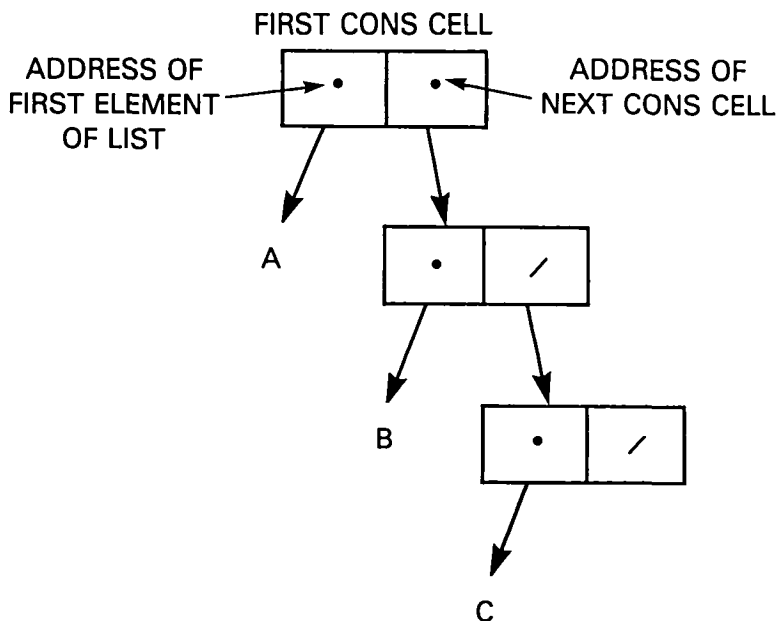 FIRST CONS CELL
ADDRESS OF
FIRST ELEMENT
OF LIST
ADDRESS OF
NEXT CONS CELL
A
B
C